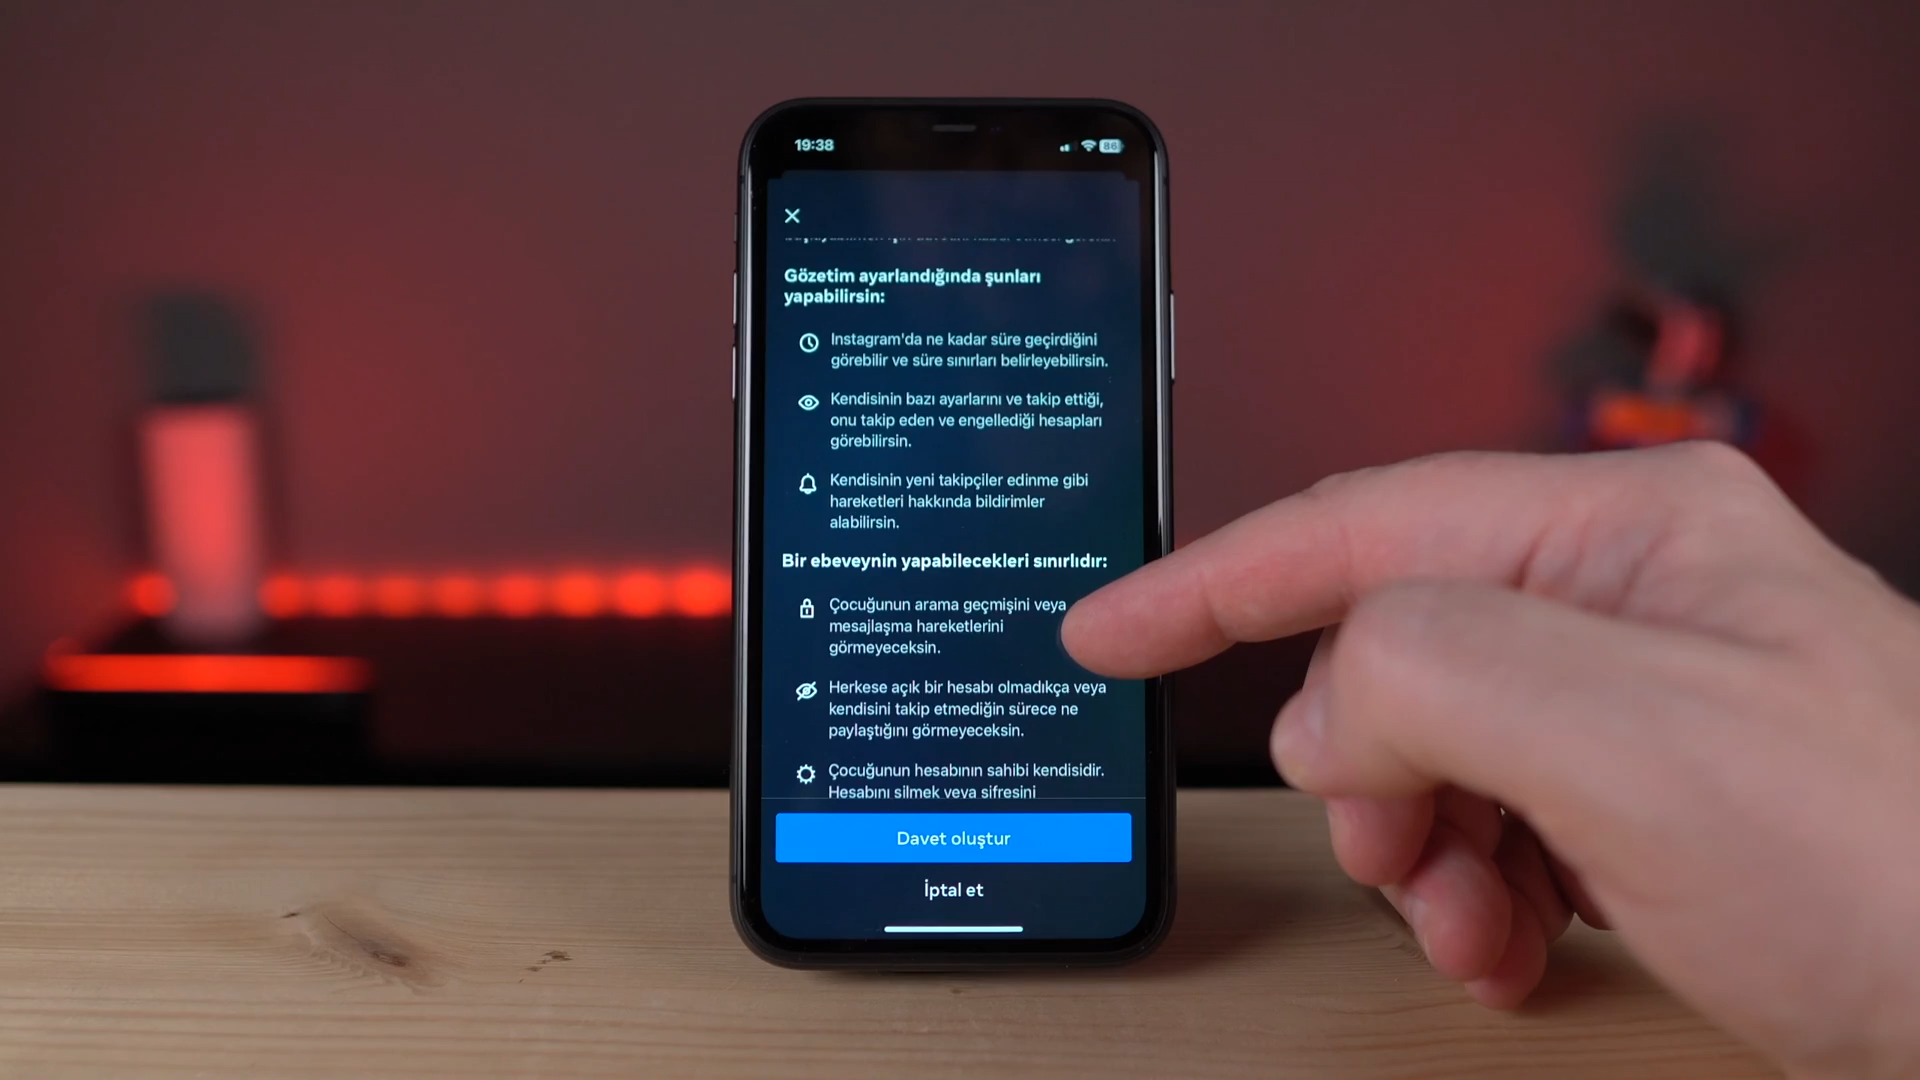 19:38
86
Gözetim ayarlandığında şunları
yapabilirsin:
Instagram'da ne kadar süre geçirdiğini
görebilir ve süre sınırları belirleyebilirsin.
Kendisinin bazı ayarlarını ve takip ettiği,
onu takip eden ve engellediği hesapları
görebilirsin.
Kendisinin yeni takipçiler edinme gibi
hareketleri hakkında bildirimler
alabilirsin.
Bir ebeveynin yapabilecekleri sınırlıdır:
Çocuğunun arama geçmişini veya
mesajlaşma hareketlerini
görmeyeceksin.
Herkese açık bir hesabı olmadıkça veya
kendisini takip etmediğin sürece ne
paylaştığını görmeyeceksin.
Çocuğunun hesabının sahibi kendisidir.
Hesabını silmek veya şifresini
Davet oluştur
İptal et